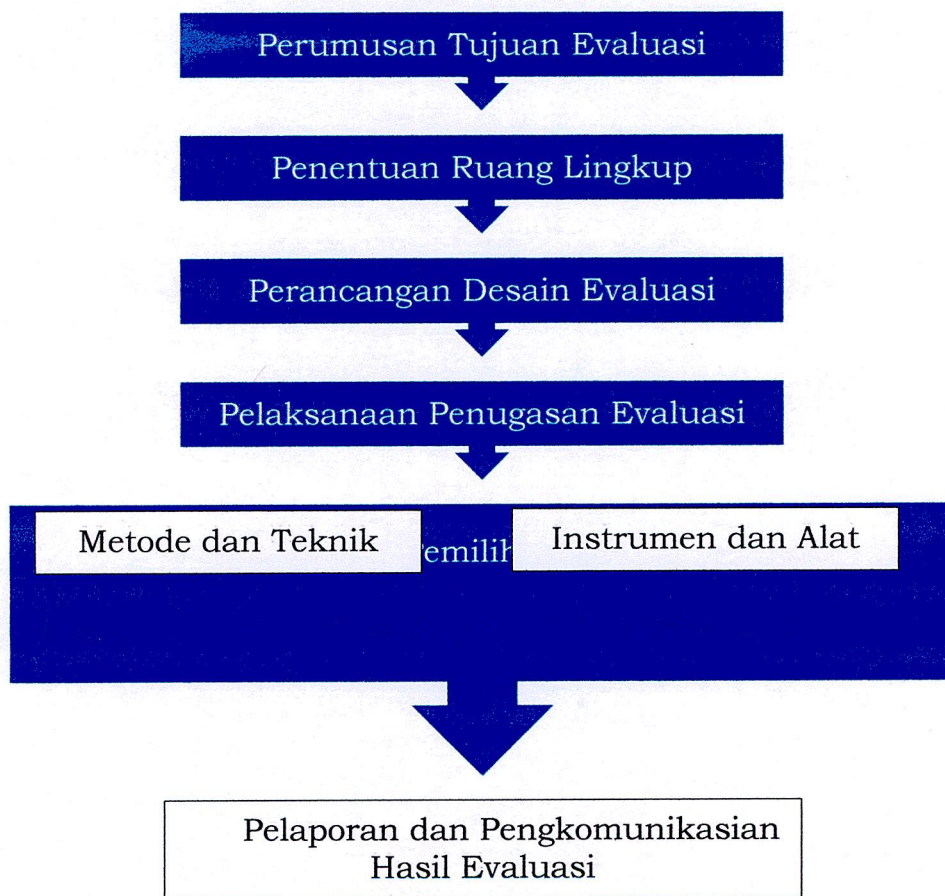 Perumusan Tujuan Evaluasi
Penentuan Ruang Lingkup
Perancangan Desain Evaluasi
Pelaksanaan Penugasan Evaluasi
Metode dan Teknik
Instrumen dan Alat
Pelaporan dan Pengkomunikasian
Hasil Evaluasi